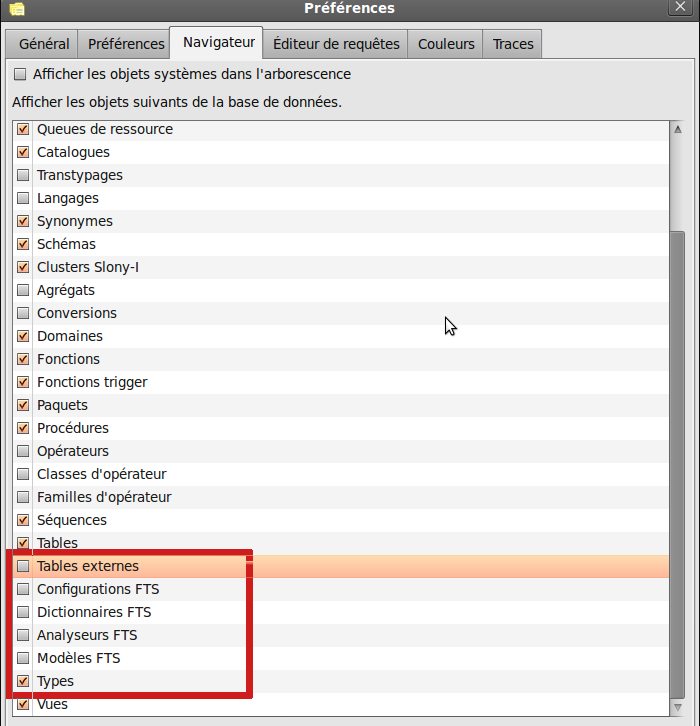 Préférences
Général Préférences Navigateur Éditeur de requêtes Couleurs Traces
Afficher les objets systèmes dans l'arborescence
Afficher les objets suivants de la base de données.
Queues de ressource
Catalogues
Transtypages
Langages
Synonymes
Schémas
Clusters Slony-I
Agrégats
Conversions
Domaines
Fonctions
Fonctions trigger
Paquets
Procédures
Opérateurs
Classes d'opérateur
Familles d'opérateur
Séquences
Tables
Tables externes
Configurations FTS
Dictionnaires FTS
Analyseurs FTS
Modèles FTS
Types
Vues